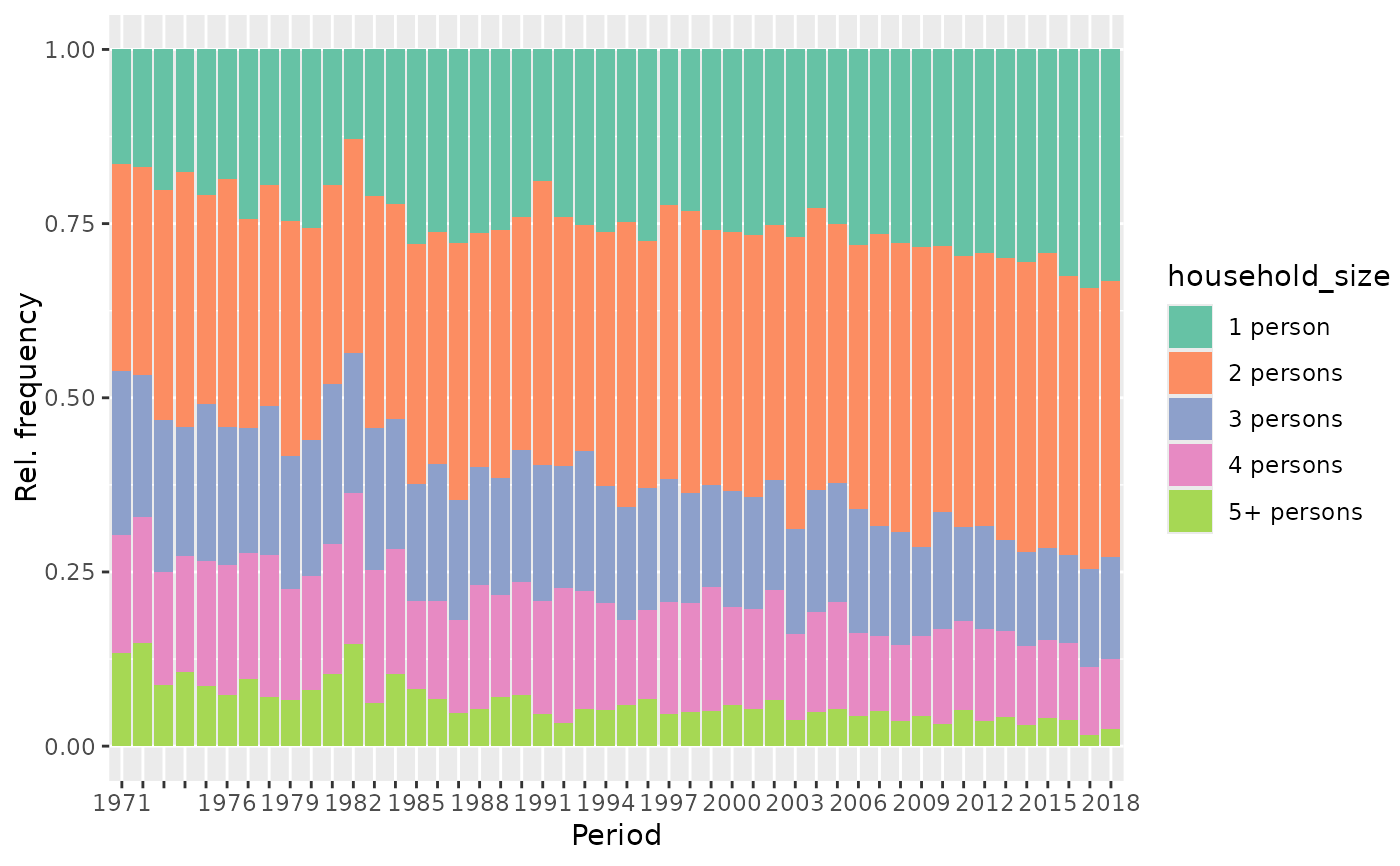 1.00
0.75
0.50
0.25
0.00
Rel. frequency
1971 1976 1979 1982 1985 1988 1991 1994 1997 2000 2003 2006 2009 2012 2015 2018
Period
household_size
1 person
2 persons
3 persons
4 persons
5+ persons